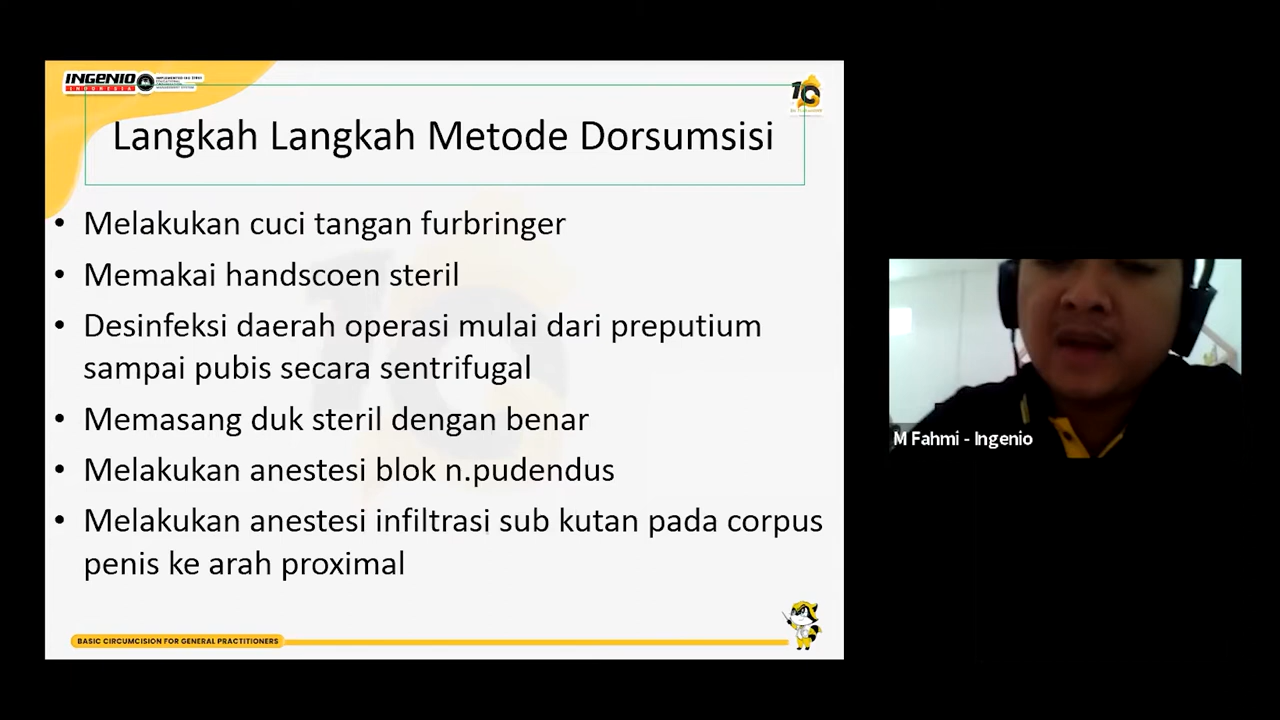 INGENIO
INDONESIA
Langkah Langkah Metode Dorsumsisi
• Melakukan cuci tangan furbringer
• Memakai handscoen steril
• Desinfeksi daerah operasi mulai dari preputium
sampai pubis secara sentrifugal
• Memasang duk steril dengan benar
• Melakukan anestesi blok n.pudendus
• Melakukan anestesi infiltrasi sub kutan pada corpus
penis ke arah proximal
BASIC CIRCUMCISION FOR GENERAL PRACTITIONERS
M Fahmi - Ingenio